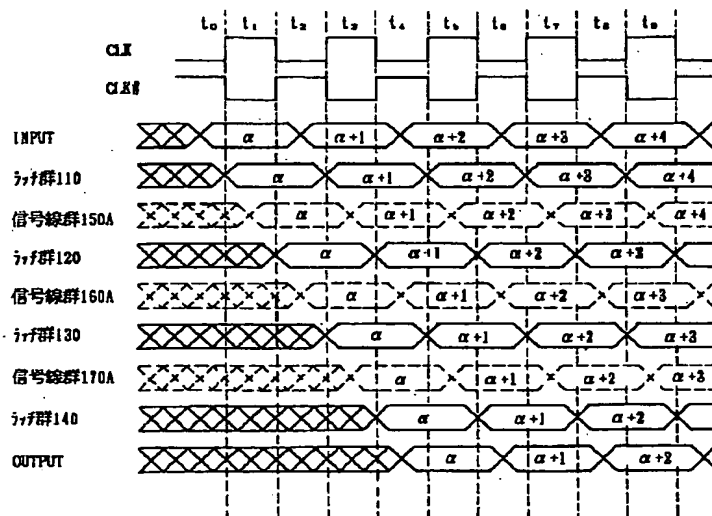 t₀ t₁ t₂ t₃ t₄ t₅ t₆ t₇ t₈ t₉
CLK
CLK#
INPUT α α+1 α+2 α+3 α+4
ラッチ群110 α α+1 α+2 α+3 α+4
信号線群150A α α+1 α+2 α+3 α+4
ラッチ群120 α α+1 α+2 α+3
信号線群160A α α+1 α+2 α+3
ラッチ群130 α α+1 α+2 α+3
信号線群170A α α+1 α+2 α+3
ラッチ群140 α α+1 α+2
OUTPUT α α+1 α+2